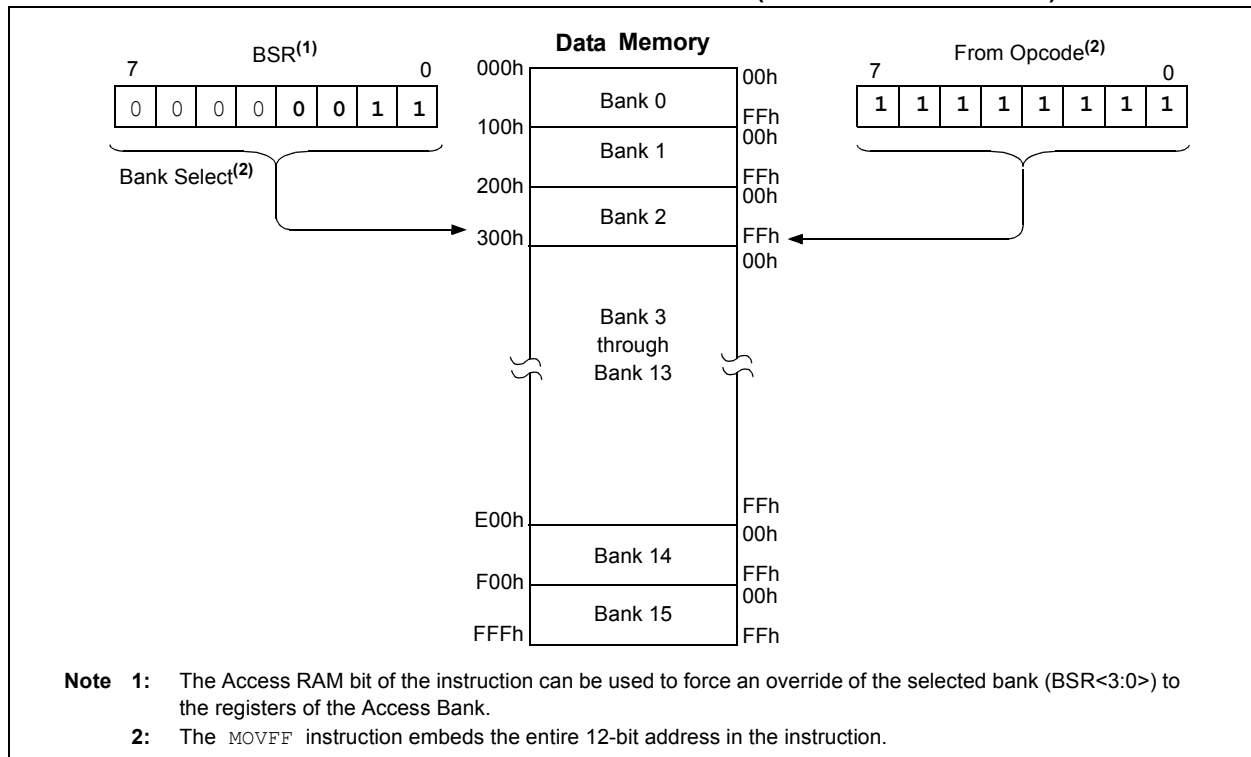 Data Memory
BSR(1)
7 0
0 0 0 0 0 0 1 1
Bank Select(2)
From Opcode(2)
7 0
1 1 1 1 1 1 1 1
000h
100h
200h
300h
E00h
F00h
FFFh
Bank 0
Bank 1
Bank 2
Bank 3
through
Bank 13
Bank 14
Bank 15
00h
FFh
00h
FFh
00h
FFh
00h
FFh
00h
FFh
00h
FFh
Note 1: The Access RAM bit of the instruction can be used to force an override of the selected bank (BSR<3:0>) to
the registers of the Access Bank.
2: The MOVFF instruction embeds the entire 12-bit address in the instruction.